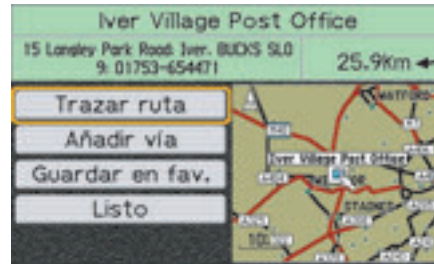 Iver Village Post Office
15 Langley Park Road Iver. BUCKS SL0
9: 01753-654471
25.9Km
Trazar ruta
Añadir vía
Guardar en fav.
Listo
WATFORD
Iver Village Post Office
STAINES